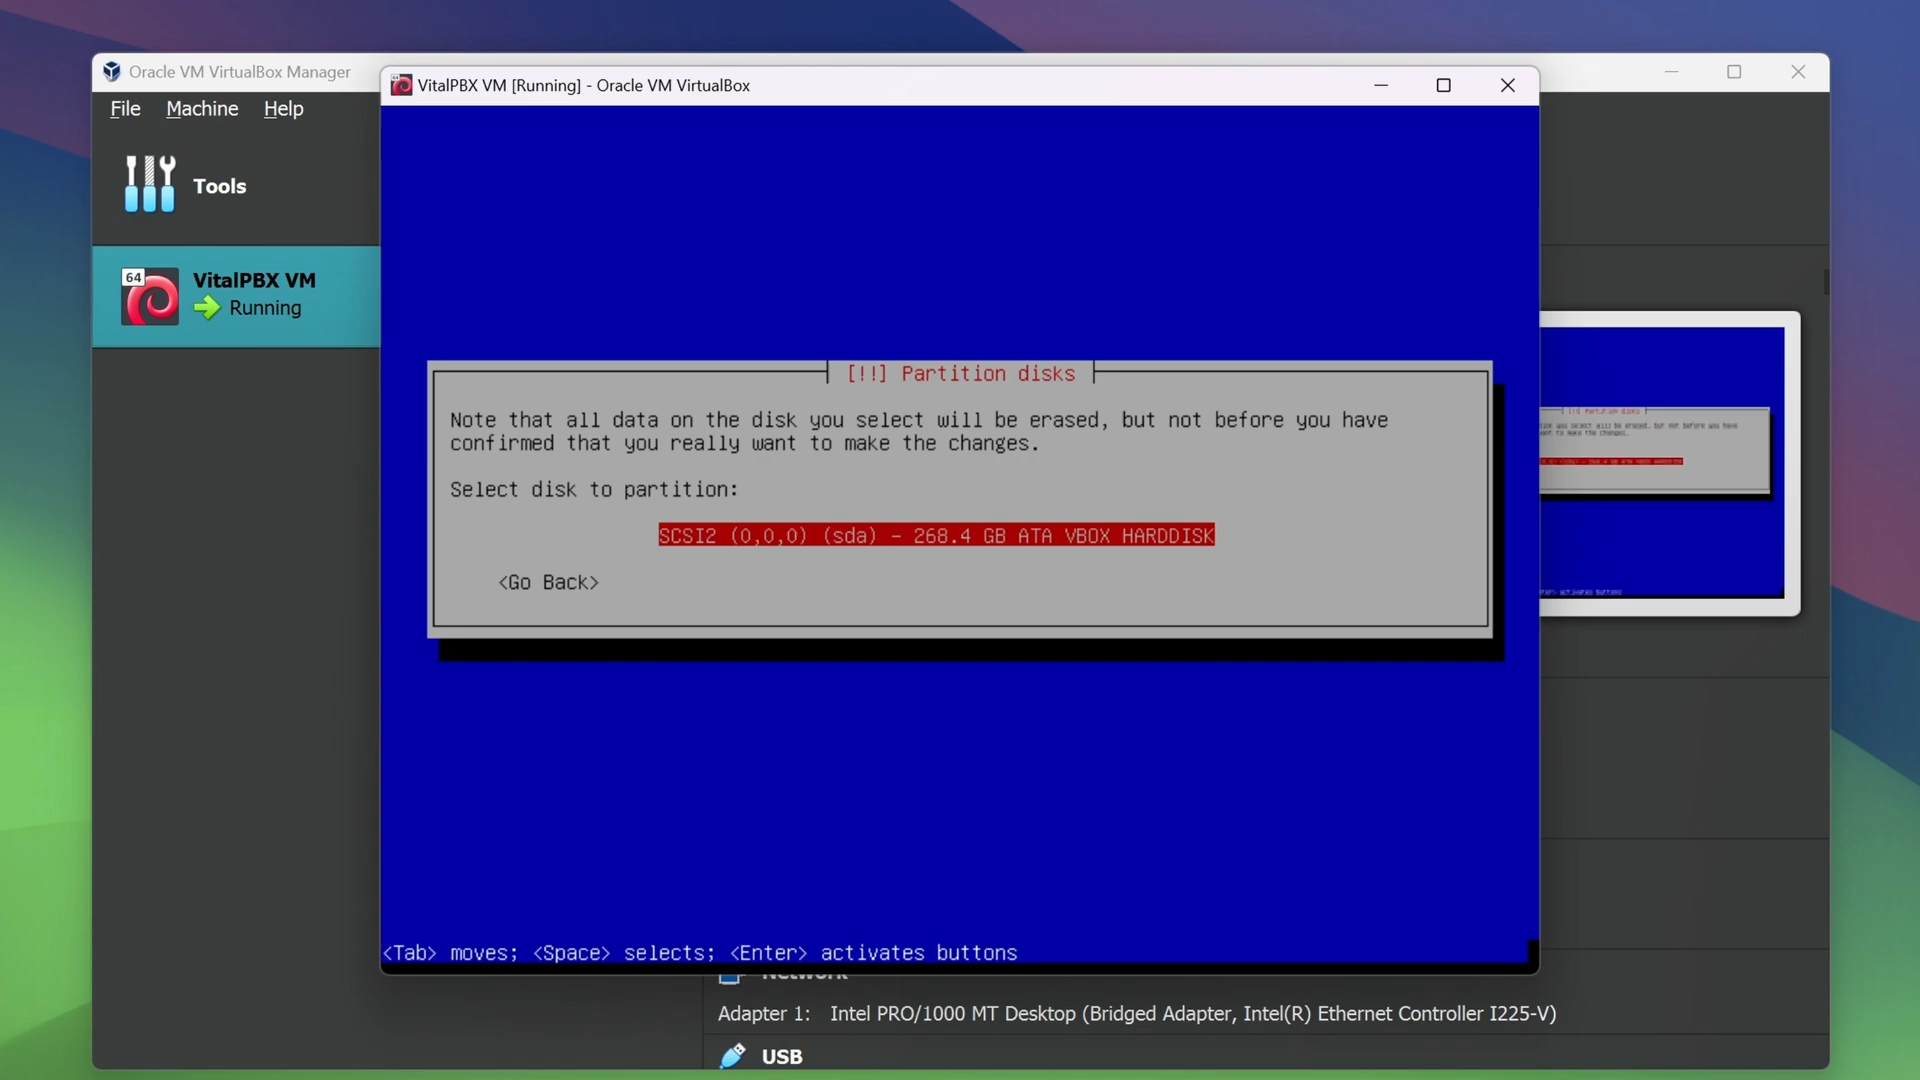 Oracle VM VirtualBox Manager
File Machine Help
Tools
64
VitalPBX VM
Running
VitalPBX VM [Running] - Oracle VM VirtualBox
[!!] Partition disks
Note that all data on the disk you select will be erased, but not before you have
confirmed that you really want to make the changes.
Select disk to partition:
SCSI2 (0,0,0) (sda) - 268.4 GB ATA VBOX HARDDISK
<Go Back>
<Tab> moves; <Space> selects; <Enter> activates buttons
Network
Adapter 1: Intel PRO/1000 MT Desktop (Bridged Adapter, Intel(R) Ethernet Controller I225-V)
USB